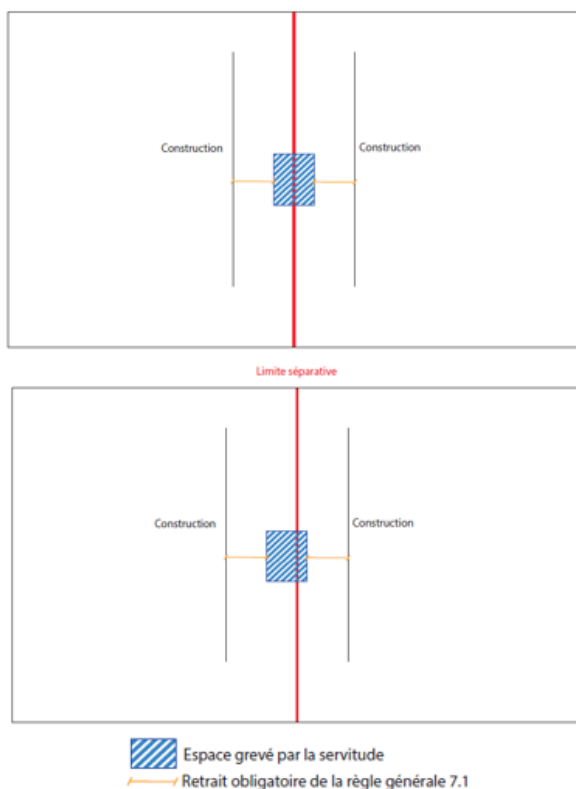 Construction
Construction
Limite séparative
Construction
Construction
Espace grevé par la servitude
Retrait obligatoire de la règle générale 7.1